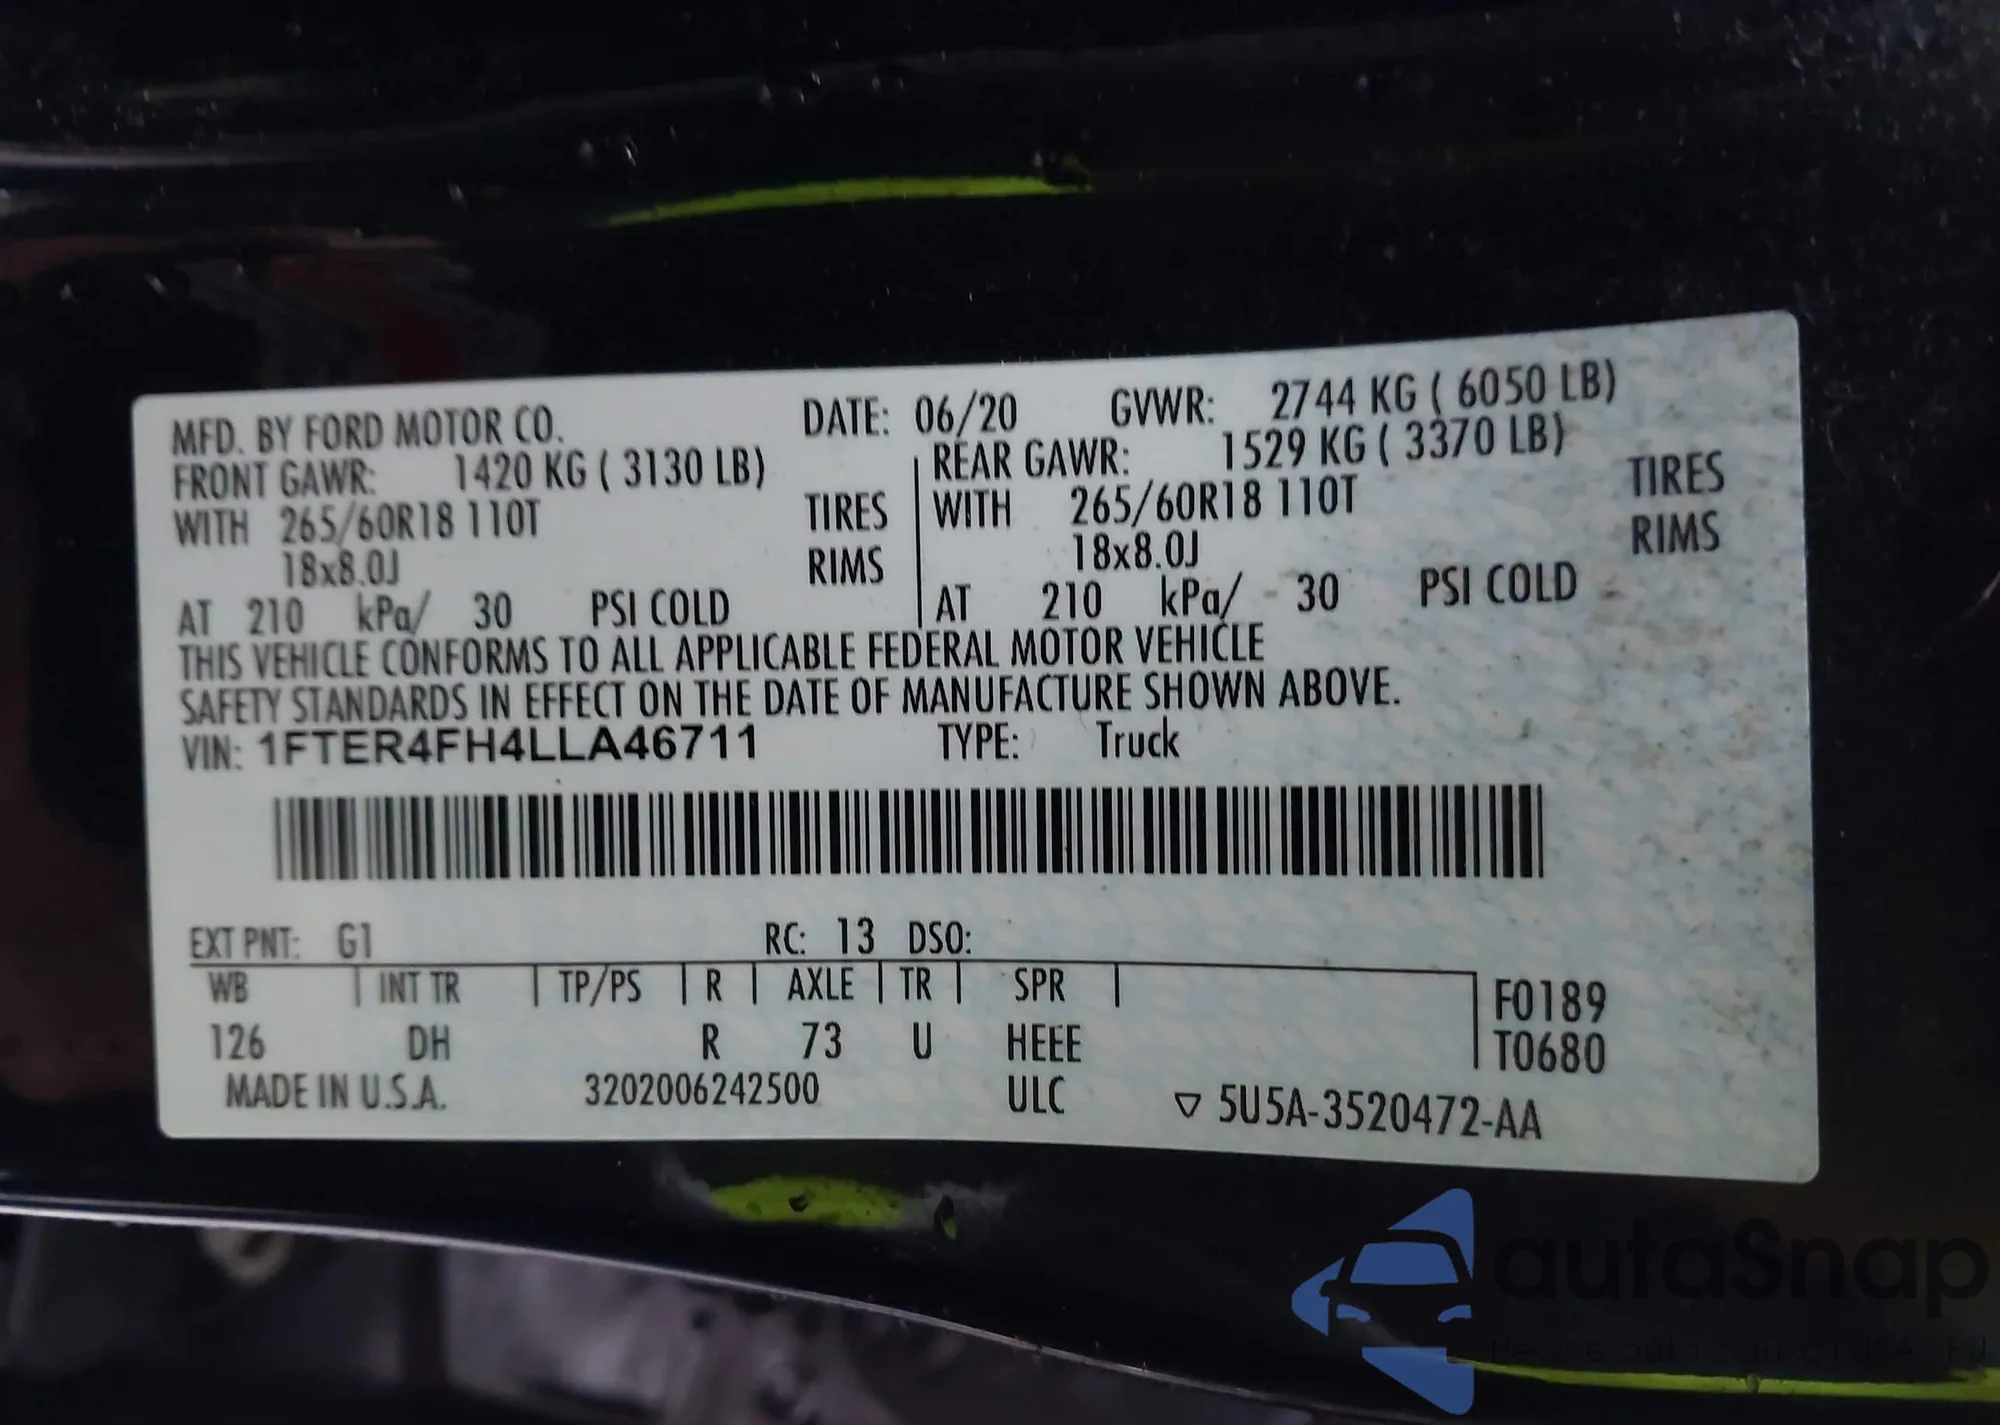 MFD. BY FORD MOTOR CO. DATE: 06/20 GVWR: 2744 KG ( 6050 LB)
FRONT GAWR: 1420 KG ( 3130 LB) REAR GAWR: 1529 KG ( 3370 LB)
WITH 265/60R18 110T TIRES WITH 265/60R18 110T TIRES
18x8.0J RIMS 18x8.0J RIMS
AT 210 kPa/ 30 PSI COLD AT 210 kPa/ 30 PSI COLD
THIS VEHICLE CONFORMS TO ALL APPLICABLE FEDERAL MOTOR VEHICLE
SAFETY STANDARDS IN EFFECT ON THE DATE OF MANUFACTURE SHOWN ABOVE.
VIN: 1FTER4FH4LLA46711 TYPE: Truck
EXT PNT: G1 RC: 13 DSO:
WB INT TR TP/PS R AXLE TR SPR F0189
126 DH R 73 U HEEE T0680
MADE IN U.S.A. 3202006242500 ULC ▽ 5U5A-3520472-AA
autaSnap